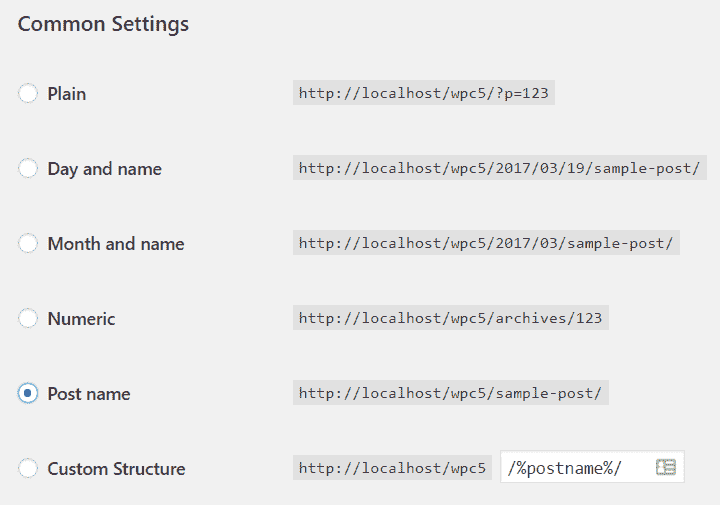 Common Settings
Plain http://localhost/wpc5/?p=123
Day and name http://localhost/wpc5/2017/03/19/sample-post/
Month and name http://localhost/wpc5/2017/03/sample-post/
Numeric http://localhost/wpc5/archives/123
Post name http://localhost/wpc5/sample-post/
Custom Structure http://localhost/wpc5 /%postname%/